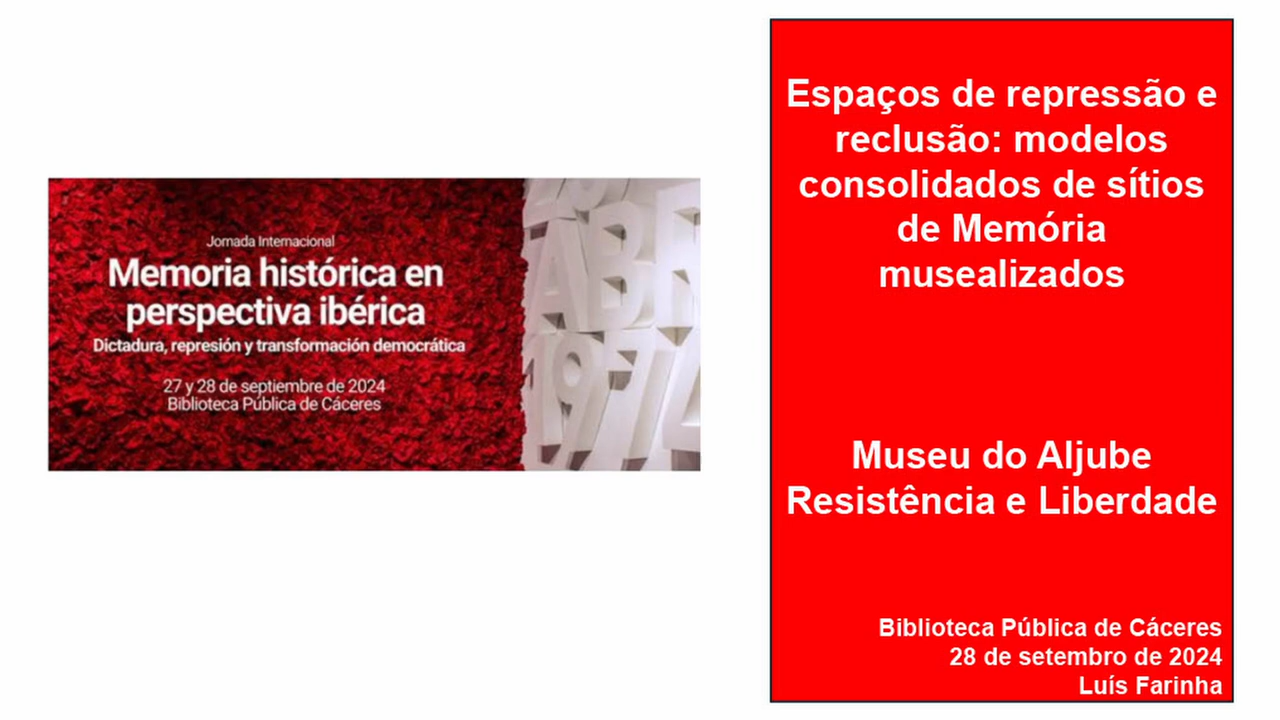 Jornada Internacional
Memoria histórica en
perspectiva ibérica
Dictadura, represión y transformación democrática
27 y 28 de septiembre de 2024
Biblioteca Pública de Cáceres
ABR
1974
Espaços de repressão e
reclusão: modelos
consolidados de sítios
de Memória
musealizados
Museu do Aljube
Resistência e Liberdade
Biblioteca Pública de Cáceres
28 de setembro de 2024
Luís Farinha